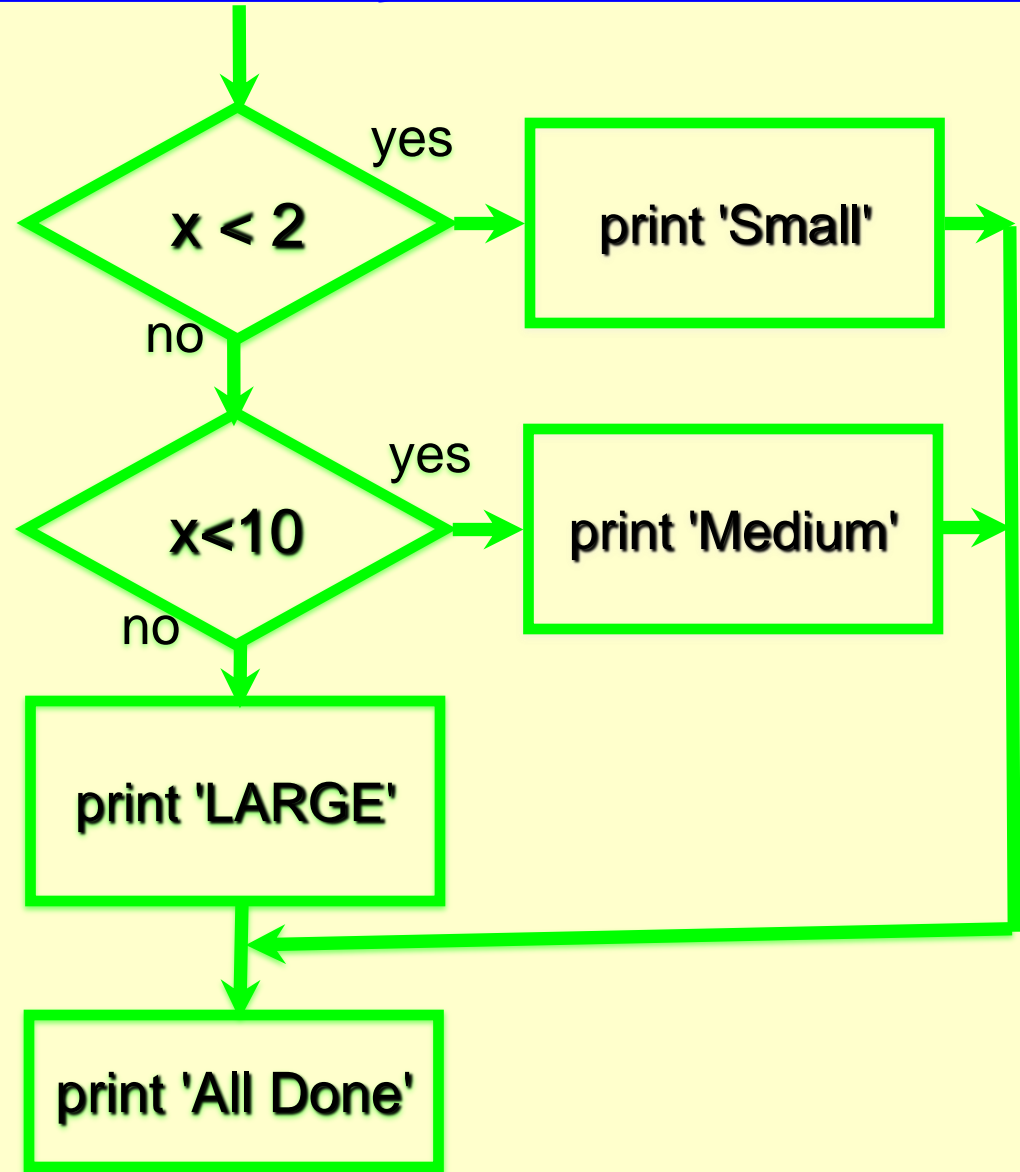 yes
x < 2
print 'Small'
no
yes
x<10
print 'Medium'
no
print 'LARGE'
print 'All Done'